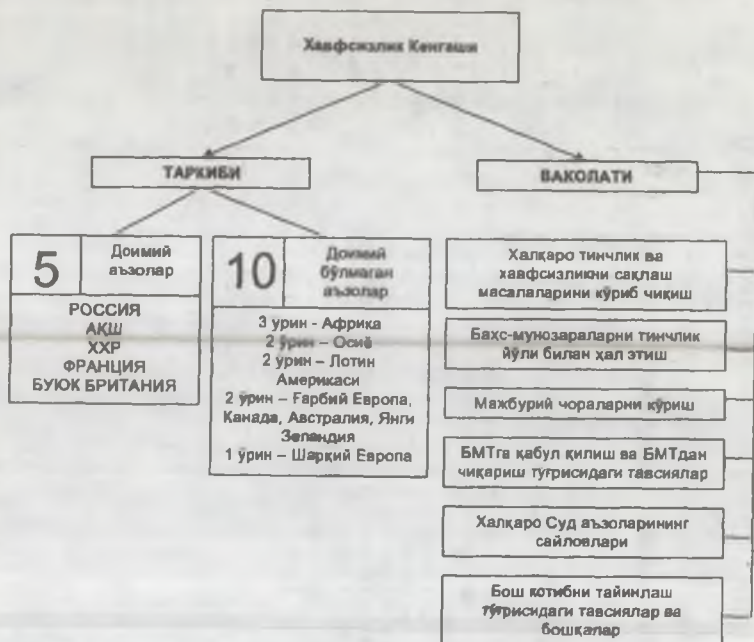 Хавфсизлик Кенгаши
ТАРКИБИ
ВАКОЛАТИ
5
Доимий
аъзолар
РОССИЯ
АҚШ
ХХР
ФРАНЦИЯ
БУЮК БРИТАНИЯ
10
Доимий
бўлмаган
аъзолар
3 урин - Африка
2 ўрин – Осиё
2 урин – Лотин
Америкаси
2 ўрин – Ғарбий Европа,
Канада, Австралия, Янги
Зеландия
1 ўрин – Шарқий Европа
Халқаро тинчлик ва
хавфсизликни сақлаш
масалаларини кўриб чиқиш
Бахс-мунозараларни тинчлик
йўли билан ҳал этиш
Мажбурий чораларни кўриш
БМТга қабул қилиш ва БМТдан
чиқариш тўғрисидаги тавсиялар
Халқаро Суд аъзоларининг
сайловлари
Бош котибни тайинлаш
тўғрисидаги тавсиялар ва
бошқалар